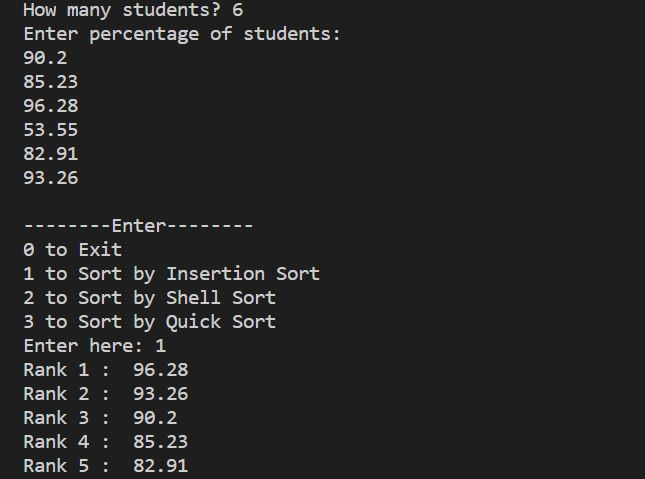 How many students? 6
Enter percentage of students:
90.2
85.23
96.28
53.55
82.91
93.26
--------Enter--------
0 to Exit
1 to Sort by Insertion Sort
2 to Sort by Shell Sort
3 to Sort by Quick Sort
Enter here: 1
Rank 1 :  96.28
Rank 2 :  93.26
Rank 3 :  90.2
Rank 4 :  85.23
Rank 5 :  82.91